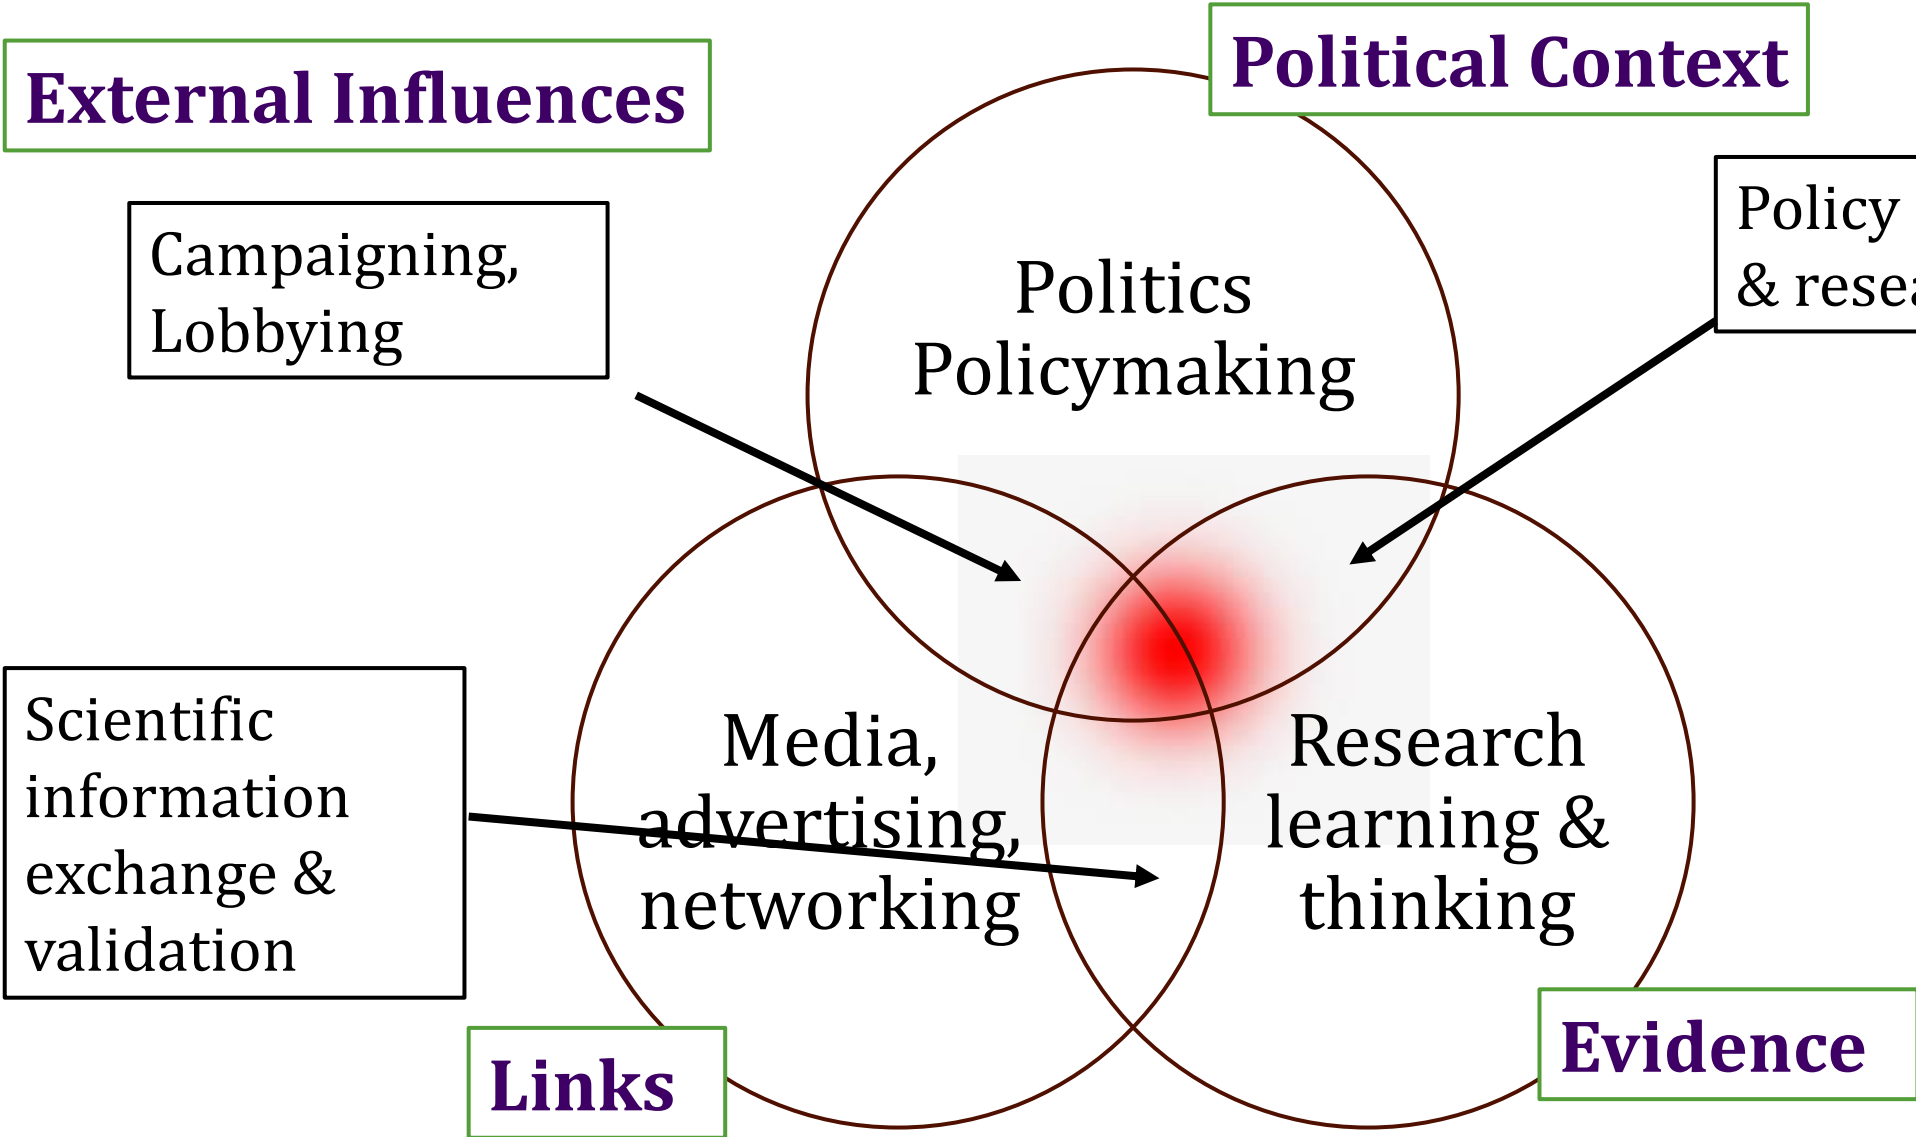 External Influences
Political Context
Campaigning,
Lobbying
Policy
&
Politics
Policymaking
Scientific
information
exchange &
validation
Media,
advertising,
networking
Research
learning &
thinking
Links
Evidence